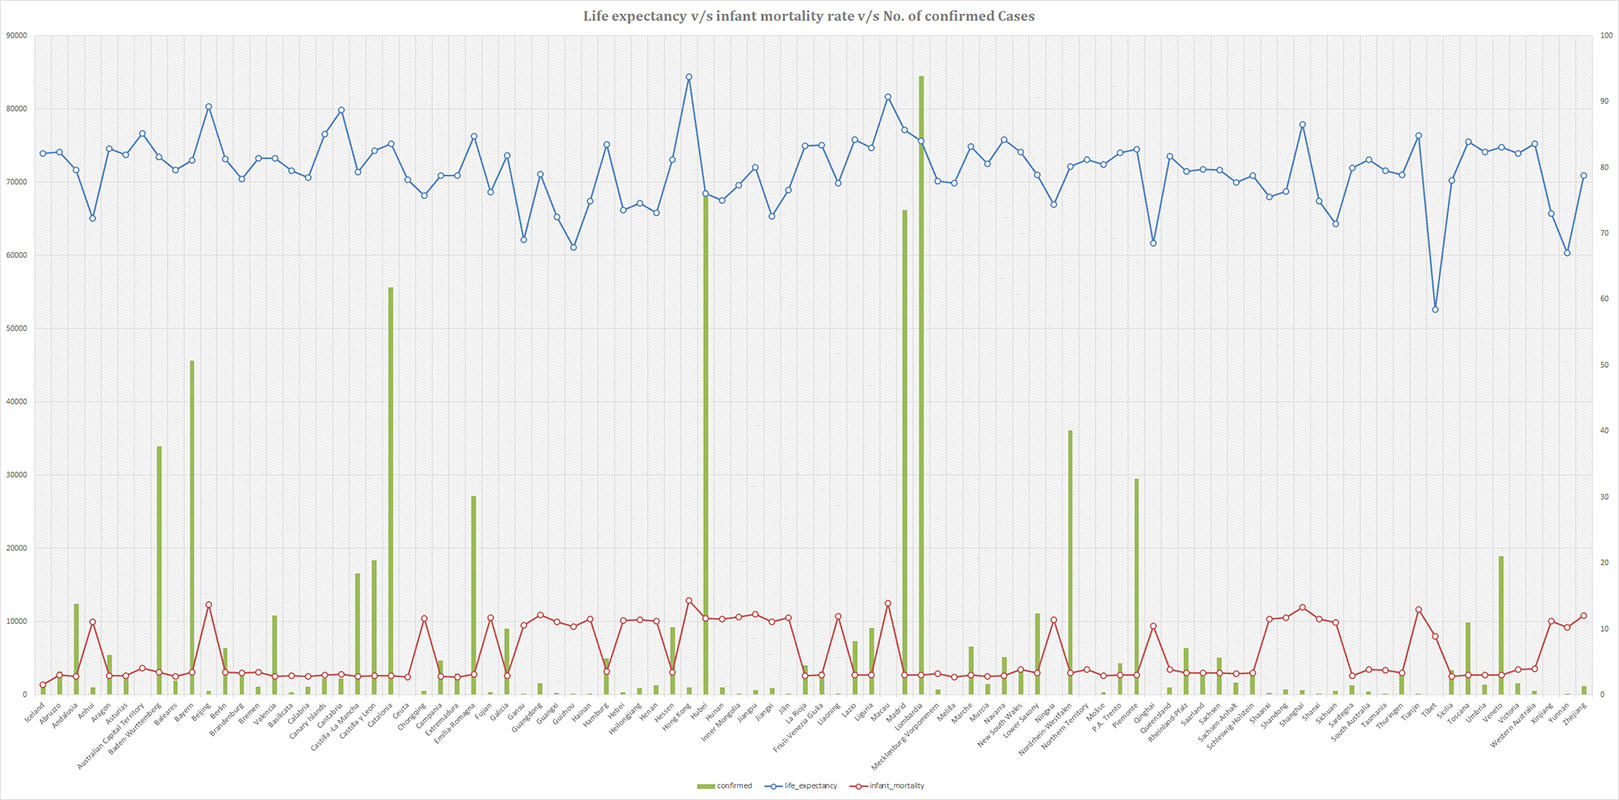 Life expectancy v/s infant mortality rate v/s No. of confirmed Cases
90000
80000
70000
60000
50000
40000
30000
20000
10000
0
100
90
80
70
60
50
40
30
20
10
0
Iceland
Abruzzo
Andalusia
Anhui
Aragon
Asturias
Australian Capital Territory
Baden-Wurttemberg
Baleares
Bayern
Beijing
Berlin
Brandenburg
Bremen
Valencia
Basilicata
Calabria
Canary Islands
Cantabria
Castilla -La Mancha
Castilla y Leon
Catalonia
Ceuta
Chongqing
Campania
Extremadura
Emilia-Romagna
Fujian
Galicia
Gansu
Guangdong
Guangxi
Guizhou
Hainan
Hamburg
Hebei
Heilongjiang
Henan
Hessen
Hong Kong
Hubei
Hunan
Inner Mongolia
Jiangsu
Jiangxi
Jilin
La Rioja
Friuli-Venezia Giulia
Liaoning
Lazio
Liguria
Macau
Madrid
Lombardia
Mecklenburg-Vorpommern
Melilla
Marche
Murcia
Navarra
New South Wales
Lower Saxony
Ningxia
Nordrhein-Westfalen
Northern Territory
Molise
P.A. Trento
Piemonte
Qinghai
Queensland
Rheinland-Pfalz
Saarland
Sachsen
Sachsen-Anhalt
Schleswig-Holstein
Shaanxi
Shandong
Shanghai
Shanxi
Sichuan
Sardegna
South Australia
Tasmania
Thuringen
Tianjin
Tibet
Sicilia
Toscana
Umbria
Veneto
Victoria
Western Australia
Xinjiang
Yunnan
Zhejiang
confirmed
life_expectancy
infant_mortality